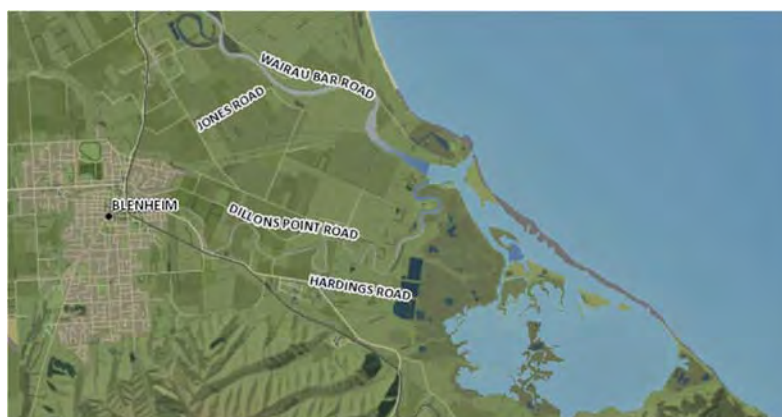 WAIRAU BAR ROAD
JONES ROAD
BLENHEIM
DILLONS POINT ROAD
HARDINGS ROAD